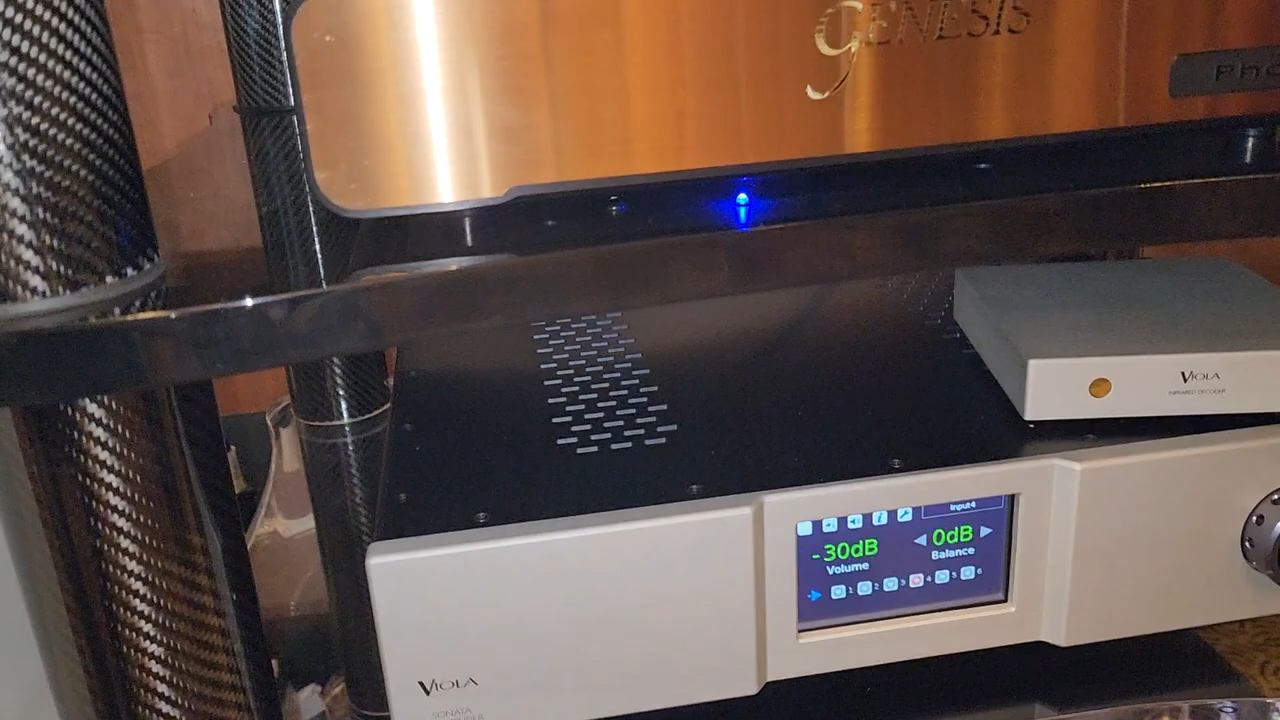 GENESIS
Pho
VIOLA
INFRARED DECODER
Input4
-30dB
0dB
Volume
Balance
1 2 3 4 5 6
VIOLA
SONATA